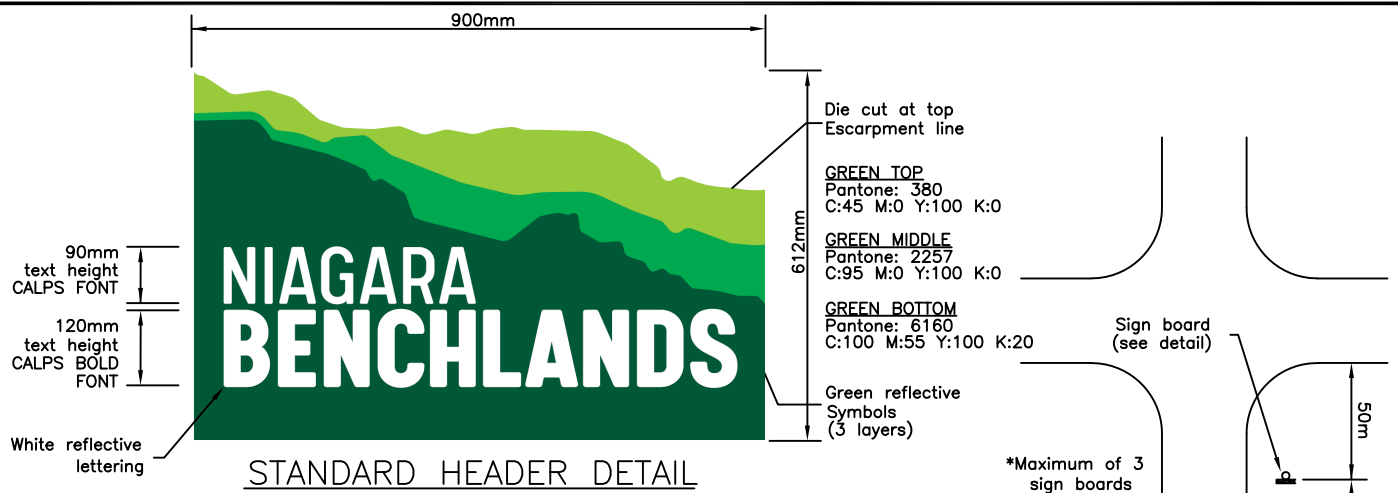 900mm
Die cut at top
Escarpment line
GREEN TOP
Pantone: 380
C:45 M:0 Y:100 K:0
612mm
GREEN MIDDLE
Pantone: 2257
C:95 M:0 Y:100 K:0
90mm
text height
CALPS FONT
NIAGARA
GREEN BOTTOM
Pantone: 6160
C:100 M:55 Y:100 K:20
120mm
text height
CALPS BOLD
FONT
BENCHLANDS
Sign board
(see detail)
Green reflective
Symbols
(3 layers)
50m
White reflective
lettering
STANDARD HEADER DETAIL
*Maximum of 3
sign boards